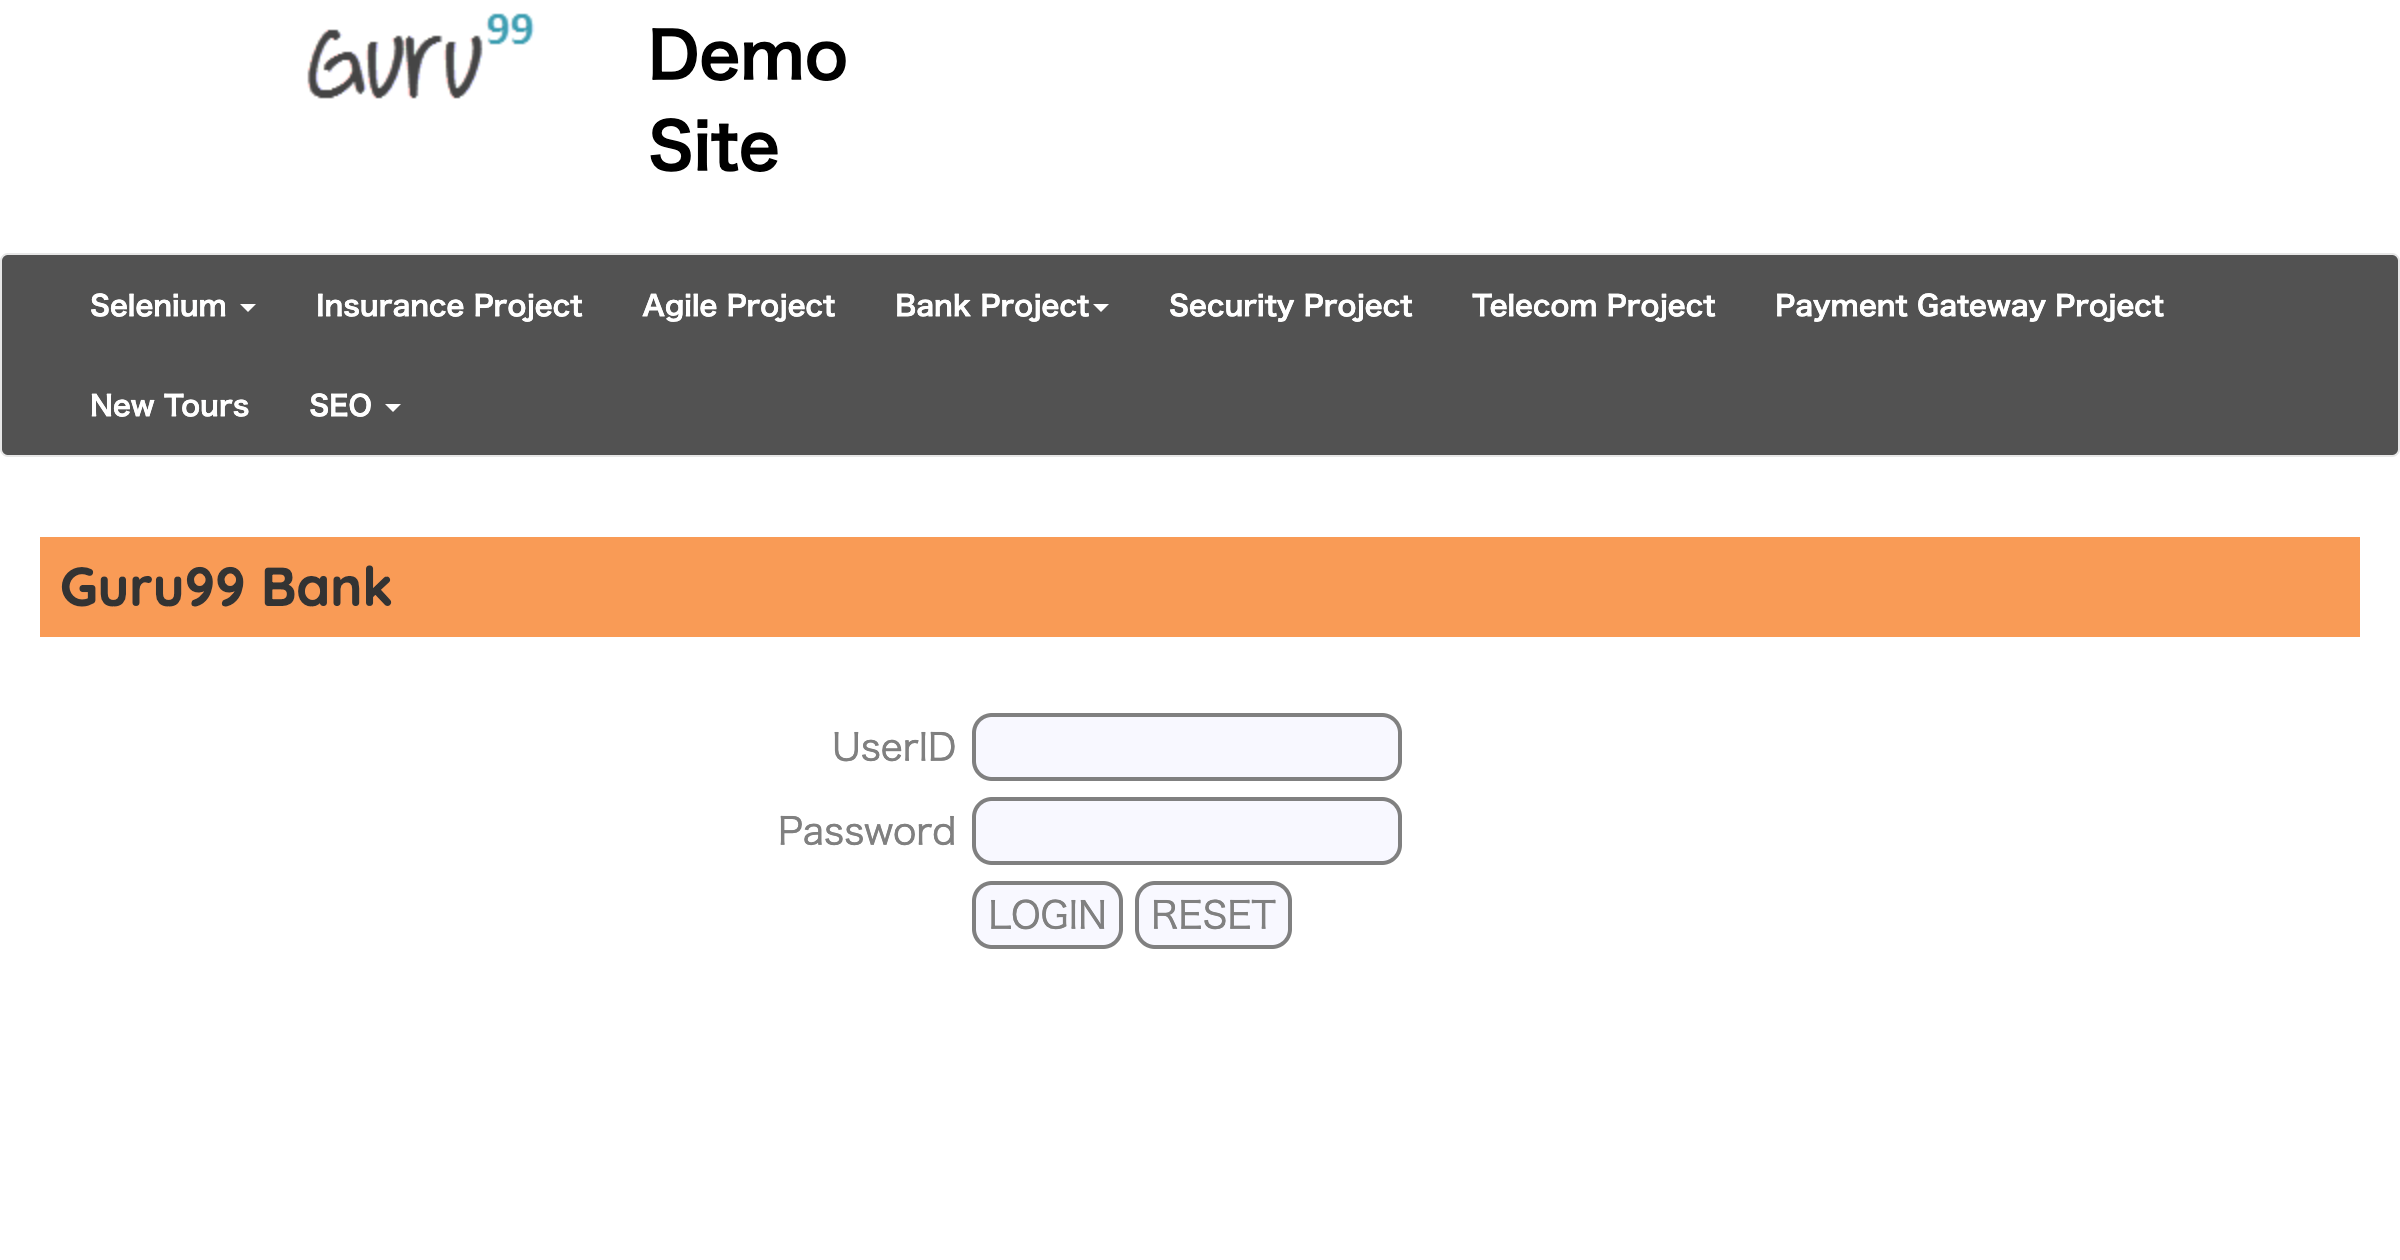 Guru99
Demo
Site
Selenium Insurance Project Agile Project Bank Project Security Project Telecom Project Payment Gateway Project
New Tours SEO
Guru99 Bank
UserID
Password
LOGIN RESET